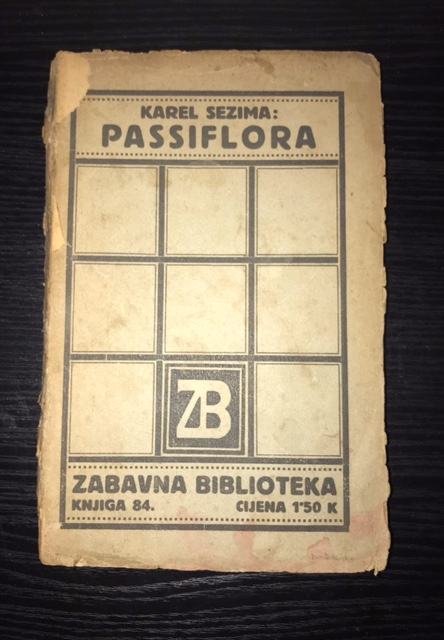 KAREL SEZIMA:
PASSIFLORA
ZB
ZABAVNA BIBLIOTEKA
KNJIGA 84. CIJENA 1'50 K